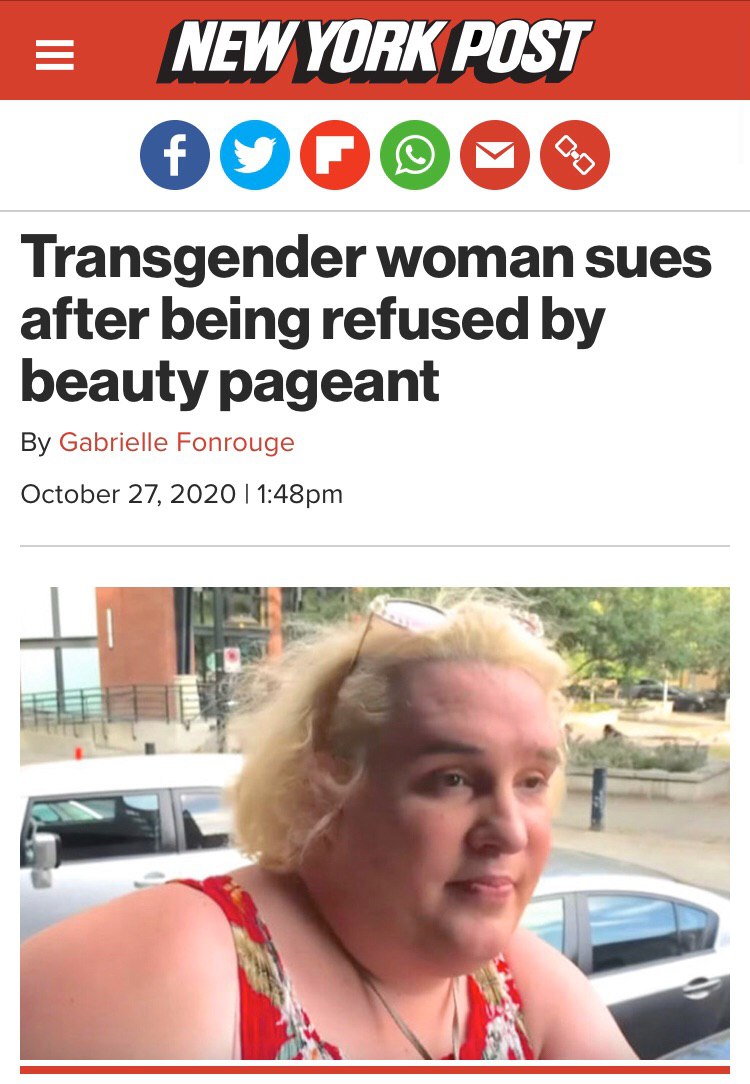 NEW YORK POST
Transgender woman sues
after being refused by
beauty pageant
By Gabrielle Fonrouge
October 27, 2020 | 1:48pm